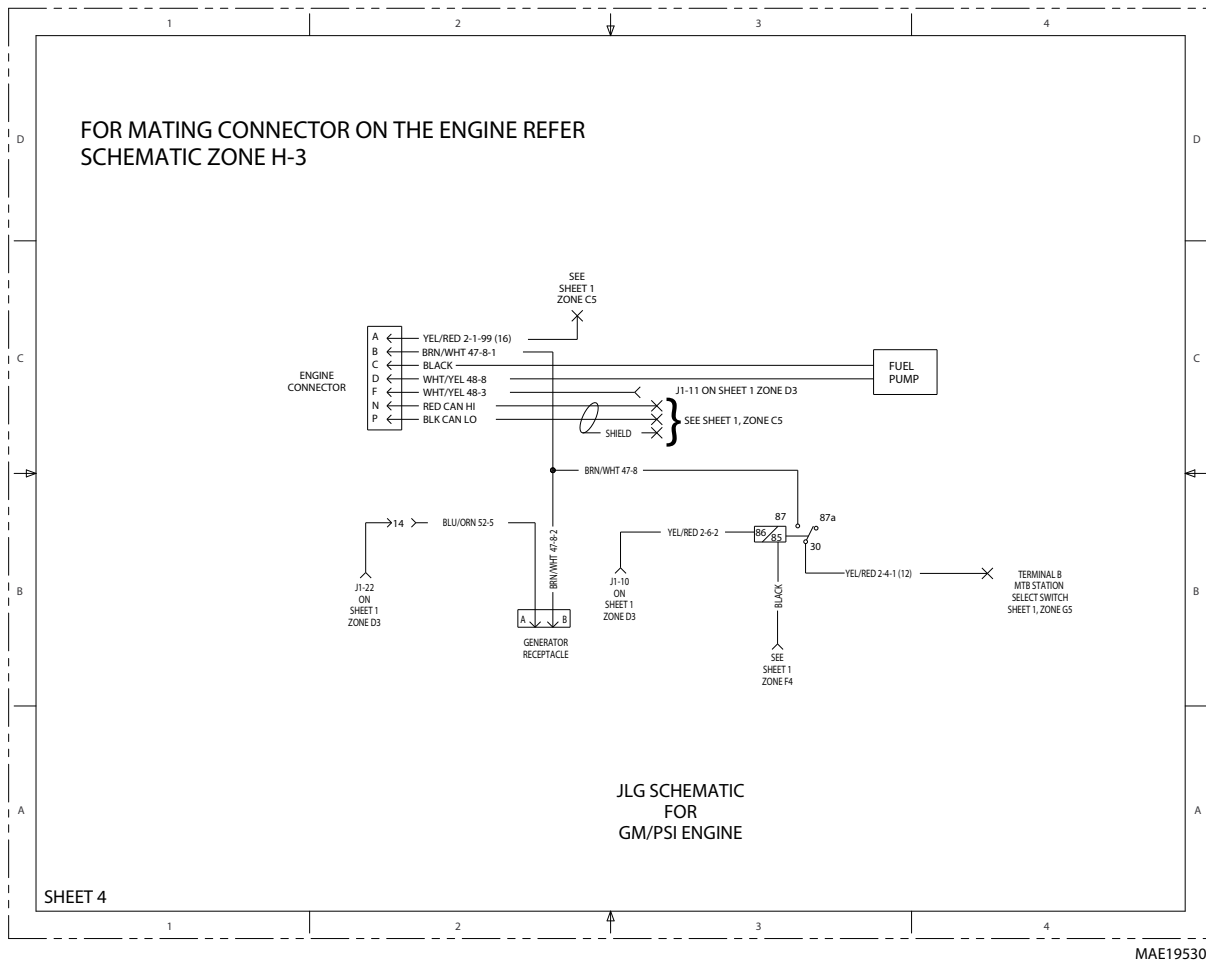 1
2
3
4
D
D
FOR MATING CONNECTOR ON THE ENGINE REFER
SCHEMATIC ZONE H-3
SEE
SHEET 1
ZONE C5
C
C
ENGINE
CONNECTOR
A
YEL/RED 2-1-99 (16)
B
BRN/WHT 47-8-1
C
BLACK
D
WHT/YEL 48-8
F
WHT/YEL 48-3
N
RED CAN HI
P
BLK CAN LO
SHIELD
FUEL
PUMP
J1-11 ON SHEET 1 ZONE D3
SEE SHEET 1, ZONE C5
BRN/WHT 47-8
14
BLU/ORN 52-5
BRN/WHT 47-8-2
YEL/RED 2-6-2
87
87a
86
85
30
YEL/RED 2-4-1 (12)
BLACK
B
B
J1-22
ON
SHEET 1
ZONE D3
A
B
GENERATOR
RECEPTACLE
J1-10
ON
SHEET 1
ZONE D3
TERMINAL B
MTB STATION
SELECT SWITCH
SHEET 1, ZONE G5
SEE
SHEET 1
ZONE F4
A
A
JLG SCHEMATIC
FOR
GM/PSI ENGINE
SHEET 4
1
2
3
4
MAE19530